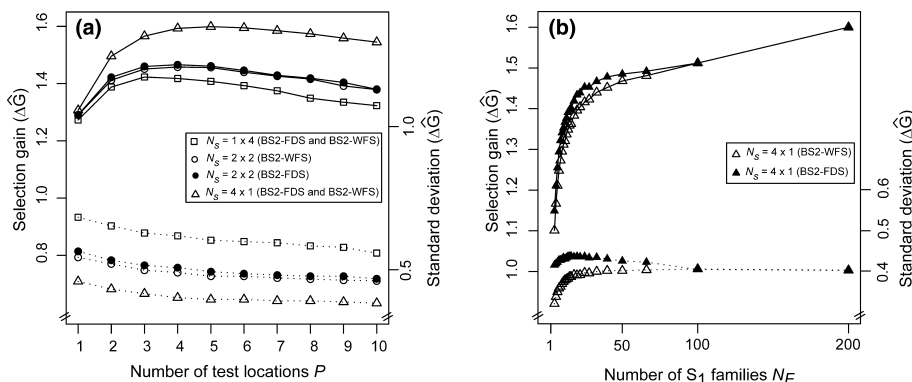 (a)
Selection gain (ΔĜ)
1.6
1.4
1.2
1.0
0.8
1.0
0.5
Standard deviation (ΔĜ)
N_S = 1 x 4 (BS2-FDS and BS2-WFS)
N_S = 2 x 2 (BS2-WFS)
N_S = 2 x 2 (BS2-FDS)
N_S = 4 x 1 (BS2-FDS and BS2-WFS)
1 2 3 4 5 6 7 8 9 10
Number of test locations P
(b)
Selection gain (ΔĜ)
1.6
1.5
1.4
1.3
1.2
1.1
1.0
0.6
0.5
0.4
Standard deviation (ΔĜ)
N_S = 4 x 1 (BS2-WFS)
N_S = 4 x 1 (BS2-FDS)
1 50 100 200
Number of S₁ families N_F